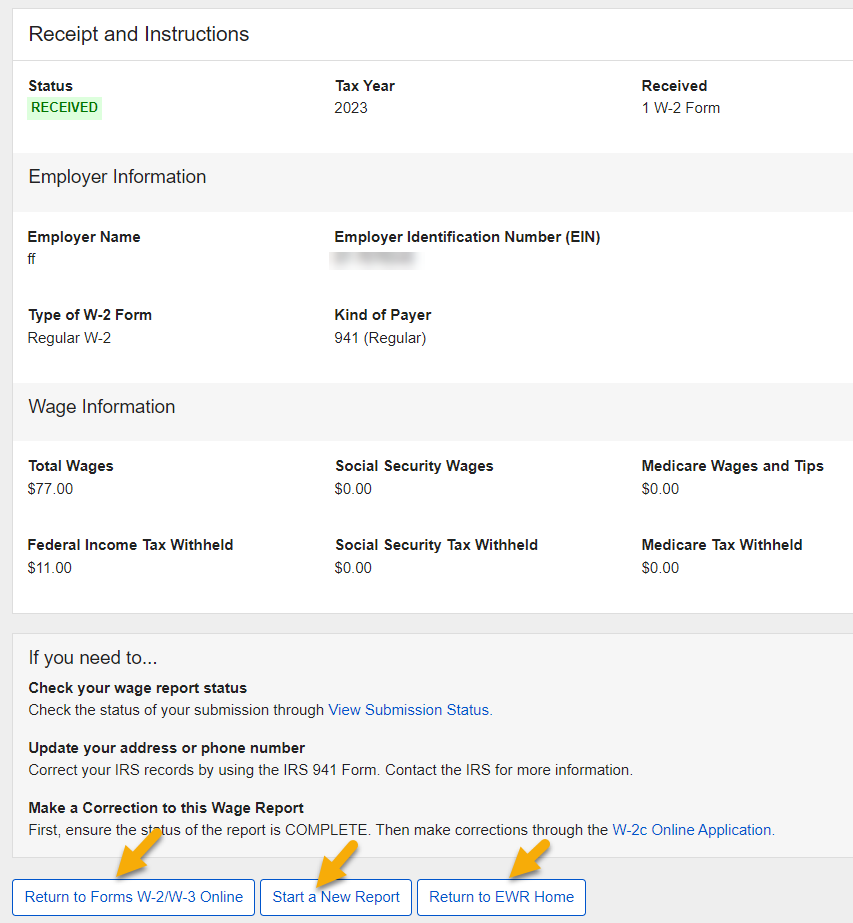 Receipt and Instructions
Status Tax Year Received
RECEIVED 2023 1 W-2 Form
Employer Information
Employer Name Employer Identification Number (EIN)
ff
Type of W-2 Form Kind of Payer
Regular W-2 941 (Regular)
Wage Information
Total Wages Social Security Wages Medicare Wages and Tips
$77.00 $0.00 $0.00
Federal Income Tax Withheld Social Security Tax Withheld Medicare Tax Withheld
$11.00 $0.00 $0.00
If you need to...
Check your wage report status
Check the status of your submission through View Submission Status.
Update your address or phone number
Correct your IRS records by using the IRS 941 Form. Contact the IRS for more information.
Make a Correction to this Wage Report
First, ensure the status of the report is COMPLETE. Then make corrections through the W-2c Online Application.
Return to Forms W-2/W-3 Online Start a New Report Return to EWR Home